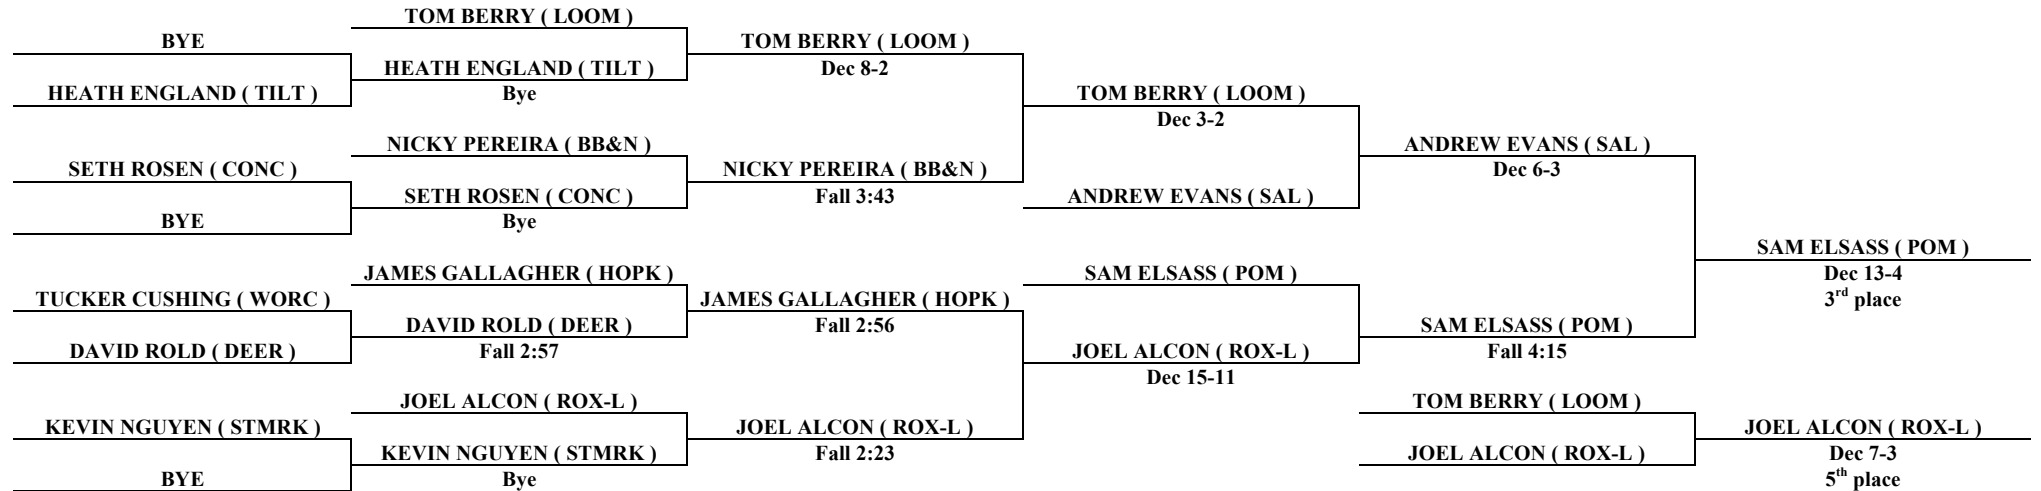 TOM BERRY ( LOOM )
BYE
TOM BERRY ( LOOM )
HEATH ENGLAND ( TILT )
Dec 8-2
HEATH ENGLAND ( TILT )
Bye
TOM BERRY ( LOOM )
Dec 3-2
NICKY PEREIRA ( BB&N )
ANDREW EVANS ( SAL )
SETH ROSEN ( CONC )
NICKY PEREIRA ( BB&N )
Dec 6-3
SETH ROSEN ( CONC )
Fall 3:43
ANDREW EVANS ( SAL )
BYE
Bye
SAM ELSASS ( POM )
JAMES GALLAGHER ( HOPK )
SAM ELSASS ( POM )
Dec 13-4
TUCKER CUSHING ( WORC )
JAMES GALLAGHER ( HOPK )
3rd place
DAVID ROLD ( DEER )
Fall 2:56
SAM ELSASS ( POM )
DAVID ROLD ( DEER )
Fall 2:57
JOEL ALCON ( ROX-L )
Fall 4:15
Dec 15-11
JOEL ALCON ( ROX-L )
TOM BERRY ( LOOM )
KEVIN NGUYEN ( STMRK )
JOEL ALCON ( ROX-L )
JOEL ALCON ( ROX-L )
KEVIN NGUYEN ( STMRK )
Fall 2:23
JOEL ALCON ( ROX-L )
Dec 7-3
BYE
Bye
5th place